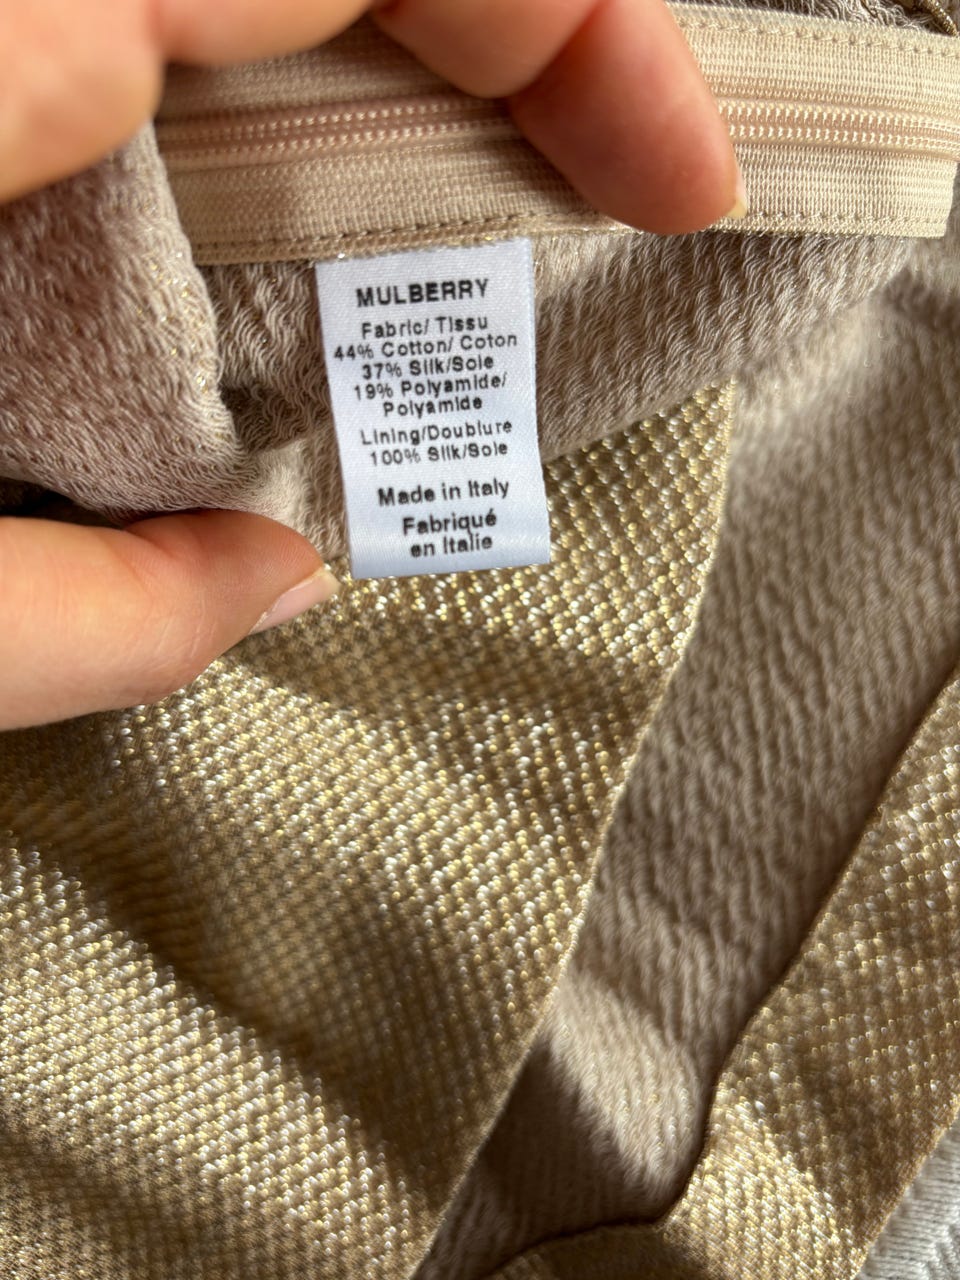 MULBERRY
Fabric/ Tissu
44% Cotton/ Coton
37% Silk/Soie
19% Polyamide/
Polyamide
Lining/Doublure
100% Silk/Soie
Made in Italy
Fabriqué
en Italie